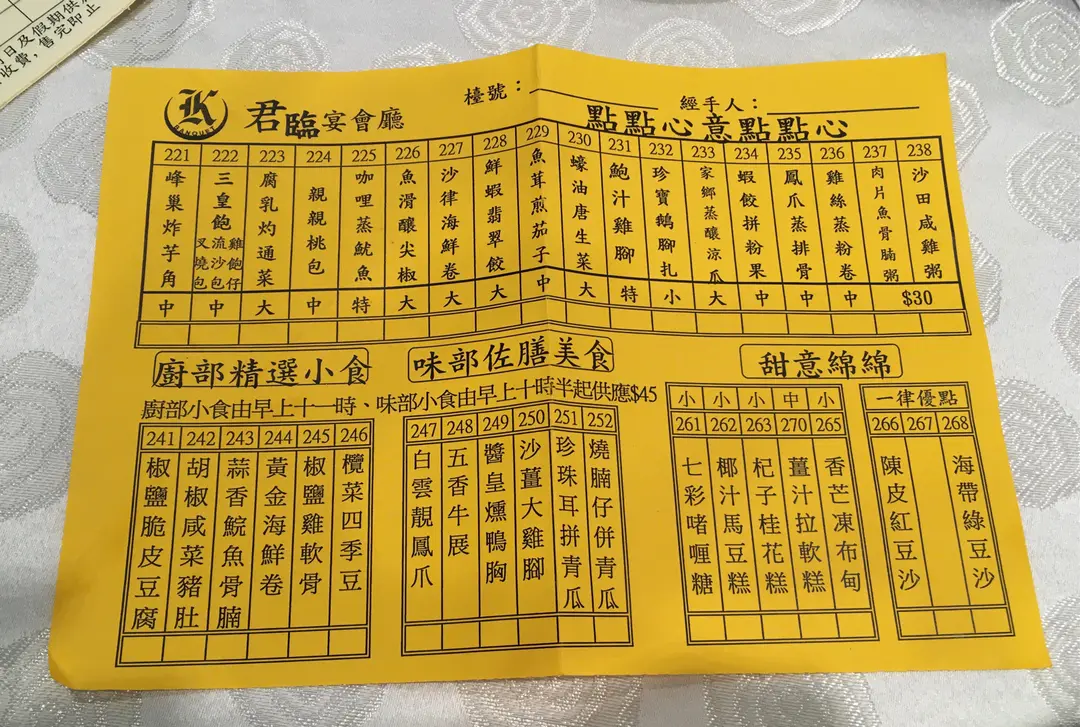 期日及假期供應
收費，售完即止
K
BANQUET
君臨宴會廳
檯號：
經手人：
點點心意點點心
221 222 223 224 225 226 227 228 229 230 231 232 233 234 235 236 237 238
峰巢炸芋角
三皇飽
叉燒包
流沙包
雞飽仔
腐乳灼通菜
親親桃包
咖哩蒸魷魚
魚滑釀尖椒
沙律海鮮卷
鮮蝦翡翠餃
魚茸煎茄子
蠔油唐生菜
鮑汁雞腳
珍寶鵝腳扎
家鄉蒸釀涼瓜
蝦餃拼粉果
鳳爪蒸排骨
雞絲蒸粉卷
肉片魚骨腩粥
沙田咸雞粥
中 中 大 中 特 大 大 大 中 大 特 小 大 中 中 中 $30
廚部精選小食
味部佐膳美食
甜意綿綿
廚部小食由早上十一時、味部小食由早上十時半起供應$45
241 242 243 244 245 246
椒鹽脆皮豆腐
胡椒咸菜豬肚
蒜香鯇魚骨腩
黃金海鮮卷
椒鹽雞軟骨
欖菜四季豆
247 248 249 250 251 252
白雲靚鳳爪
五香牛展
醬皇燻鴨胸
沙薑大雞腳
珍珠耳拼青瓜
燒腩仔併青瓜
小 小 小 中 小
261 262 263 270 265
七彩啫喱糖
椰汁馬豆糕
杞子桂花糕
薑汁拉軟糕
香芒凍布甸
一律優點
266 267 268
陳皮紅豆沙
海帶綠豆沙